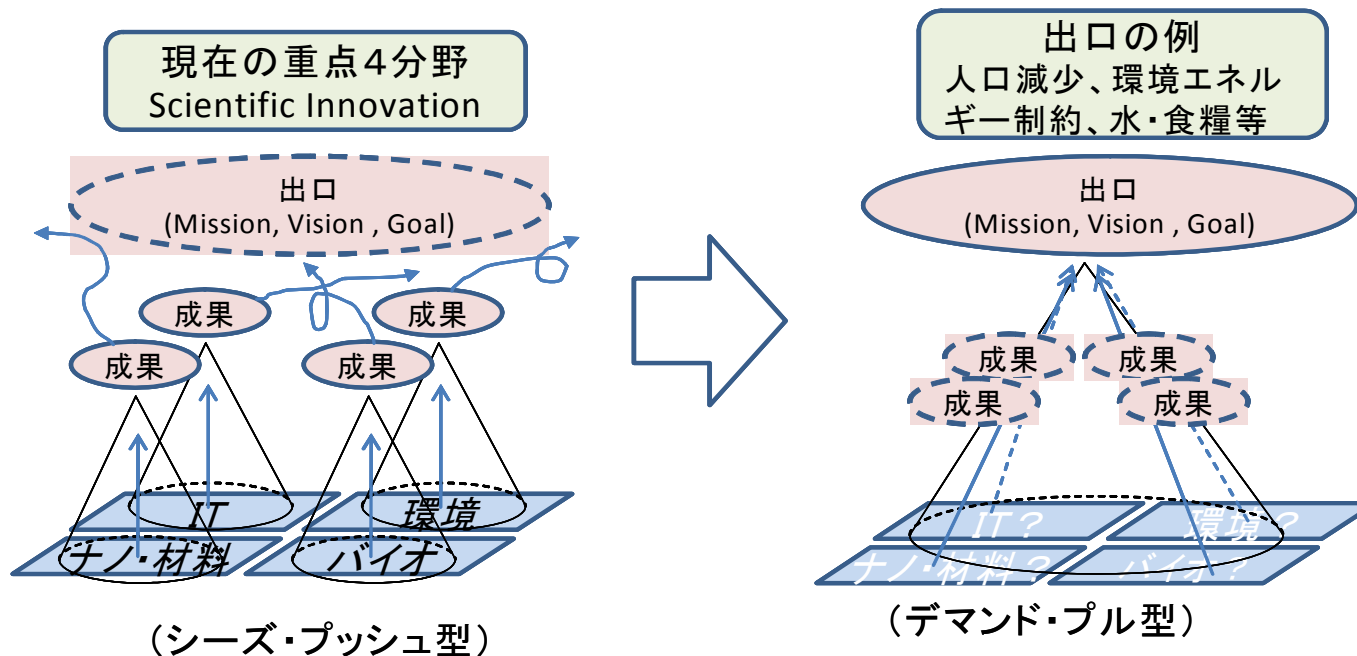 現在の重点4分野
Scientific Innovation
出口
(Mission, Vision , Goal)
成果
成果
成果
成果
IT
環境
ナノ・材料
バイオ
(シーズ・プッシュ型)
出口の例
人口減少、環境エネル
ギー制約、水・食糧等
出口
(Mission, Vision , Goal)
成果
成果
成果
成果
IT?
環境?
ナノ・材料?
バイオ?
(デマンド・プル型)